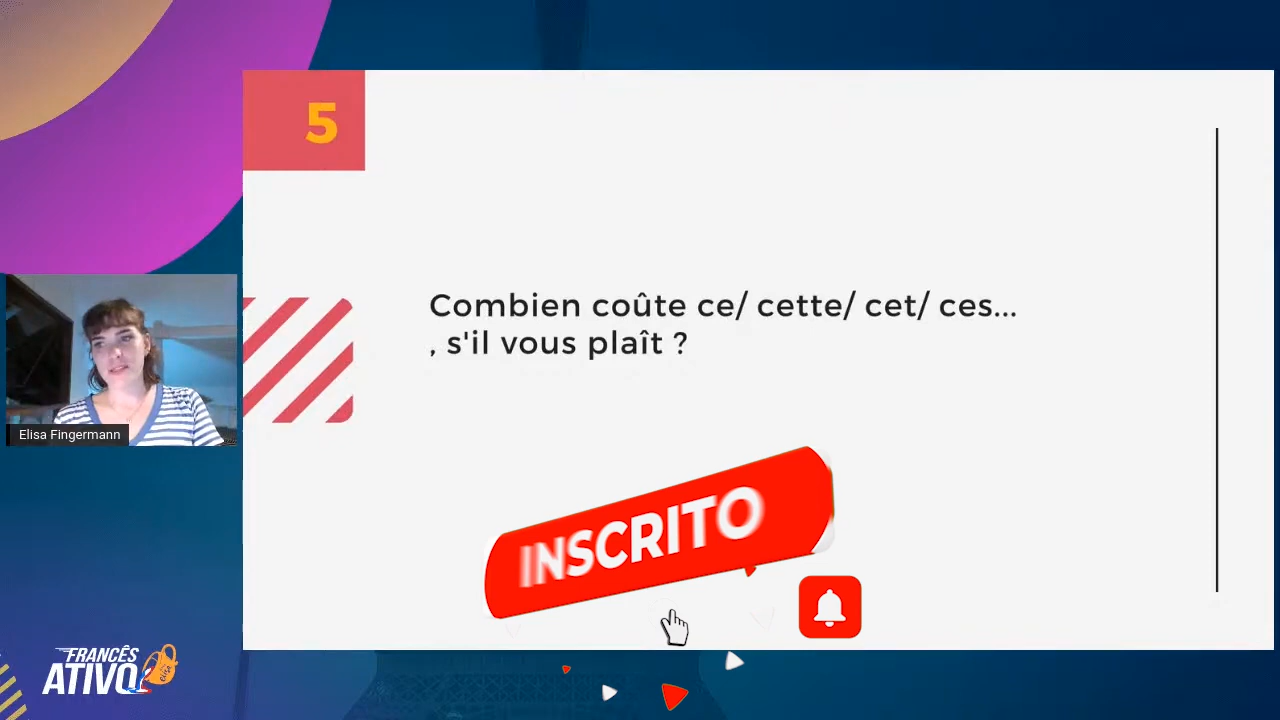 5
Combien coûte ce/ cette/ cet/ ces...
, s'il vous plaît ?
Elisa Fingermann
INSCRITO
FRANCÊS
ATIVO